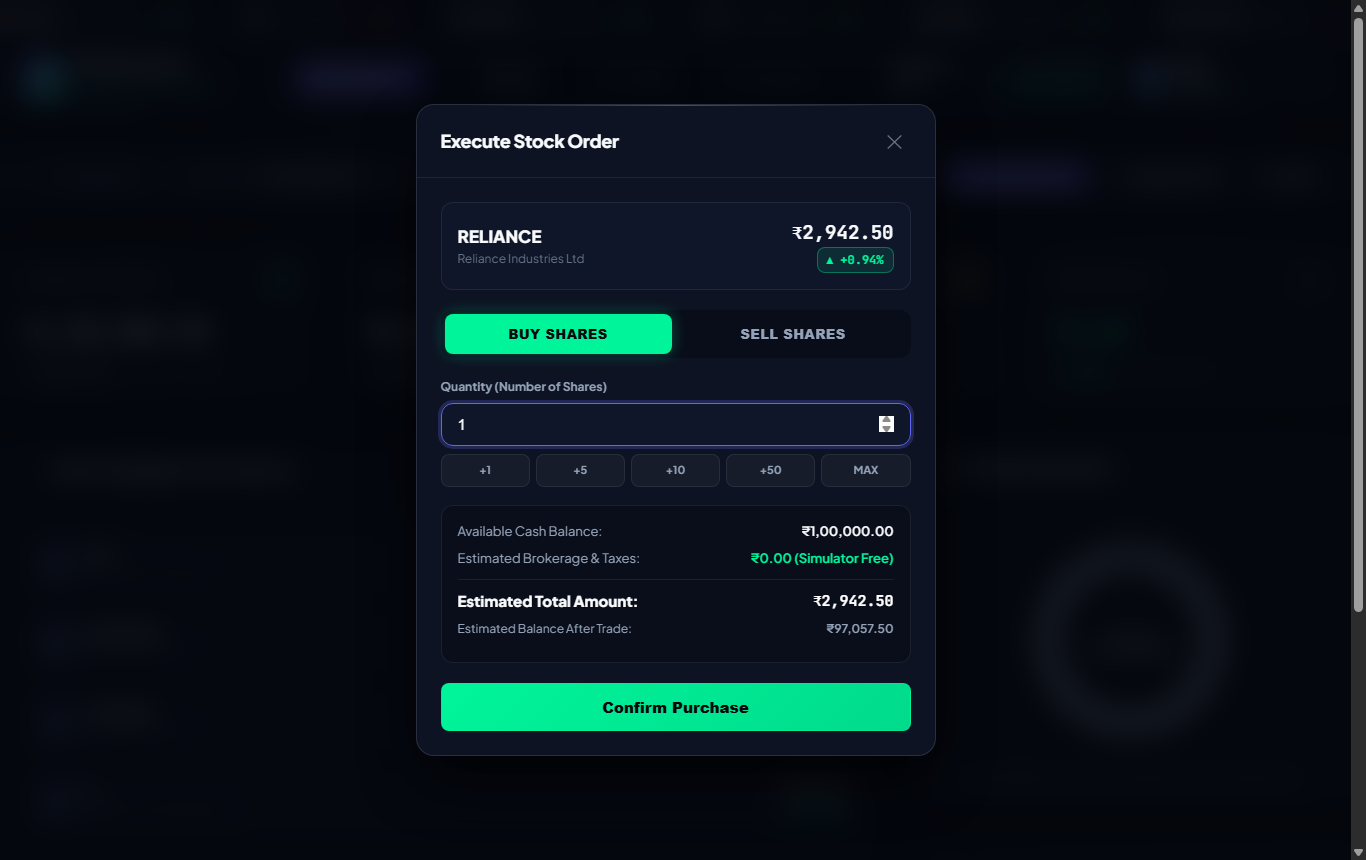 Execute Stock Order
RELIANCE
₹2,942.50
Reliance Industries Ltd
▲ +0.94%
BUY SHARES
SELL SHARES
Quantity (Number of Shares)
1
+1
+5
+10
+50
MAX
Available Cash Balance:
₹1,00,000.00
Estimated Brokerage & Taxes:
₹0.00 (Simulator Free)
Estimated Total Amount:
₹2,942.50
Estimated Balance After Trade:
₹97,057.50
Confirm Purchase